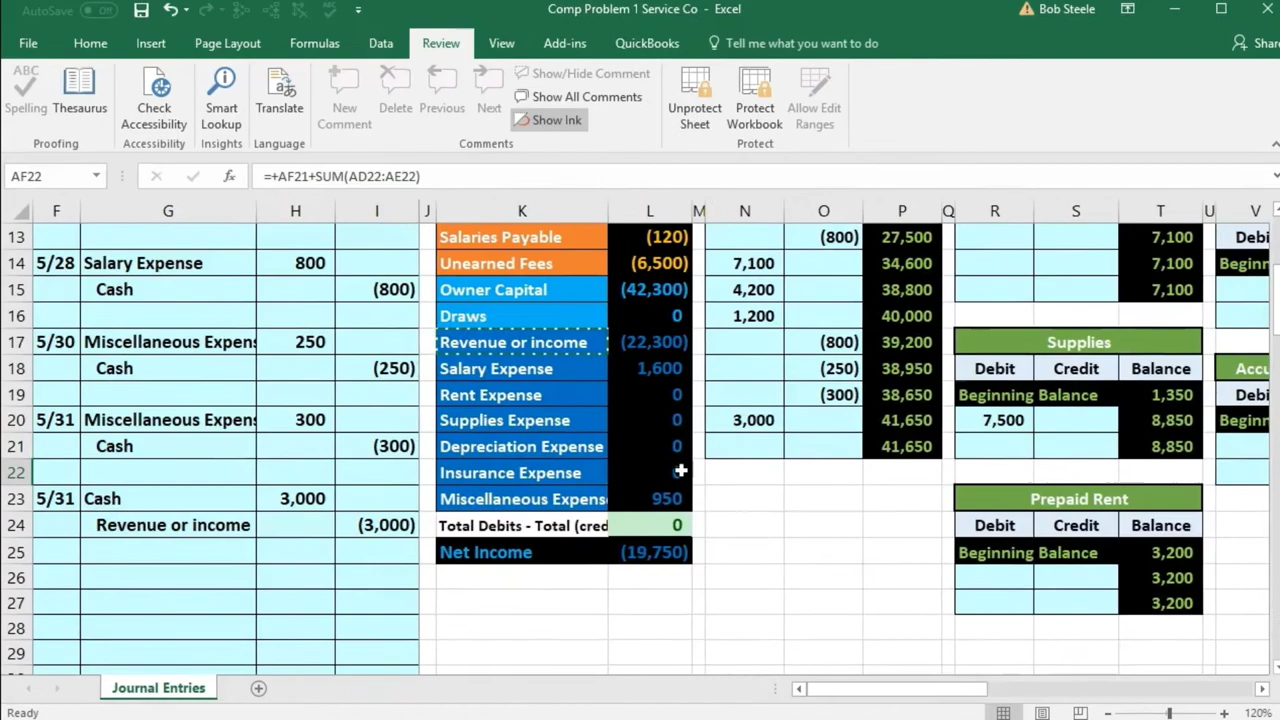 AutoSave Off Comp Problem 1 Service Co - Excel Bob Steele
File Home Insert Page Layout Formulas Data Review View Add-ins QuickBooks Tell me what you want to do Shar
ABC
Spelling Thesaurus Check Accessibility Smart Lookup Translate New Comment Delete Previous Next Show/Hide Comment Show All Comments Show Ink Unprotect Sheet Protect Workbook Allow Edit Ranges
Proofing Accessibility Insights Language Comments Protect
AF22 fx =+AF21+SUM(AD22:AE22)
F G H I J K L M N O P Q R S T U V
13 Salaries Payable (120) (800) 27,500 7,100 Debi
14 5/28 Salary Expense 800 Unearned Fees (6,500) 7,100 34,600 7,100 Beginn
15 Cash (800) Owner Capital (42,300) 4,200 38,800 7,100
16 Draws 0 1,200 40,000
17 5/30 Miscellaneous Expens 250 Revenue or income (22,300) (800) 39,200 Supplies
18 Cash (250) Salary Expense 1,600 (250) 38,950 Debit Credit Balance Accu
19 Rent Expense 0 (300) 38,650 Beginning Balance 1,350 Debi
20 5/31 Miscellaneous Expens 300 Supplies Expense 0 3,000 41,650 7,500 8,850 Beginn
21 Cash (300) Depreciation Expense 0 41,650 8,850
22 Insurance Expense
23 5/31 Cash 3,000 Miscellaneous Expens 950 Prepaid Rent
24 Revenue or income (3,000) Total Debits - Total (cred 0 Debit Credit Balance
25 Net Income (19,750) Beginning Balance 3,200
26 3,200
27 3,200
28
29
Journal Entries
Ready 120%